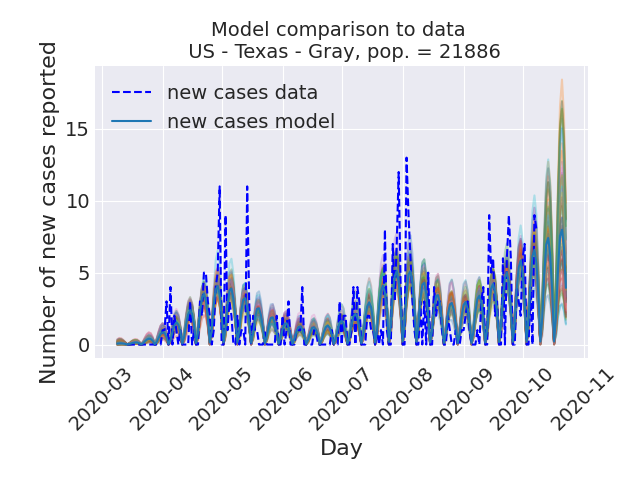 Model comparison to data
US - Texas - Gray, pop. = 21886
new cases data
new cases model
Number of new cases reported
15
10
5
0
2020-03
2020-04
2020-05
2020-06
2020-07
2020-08
2020-09
2020-10
2020-11
Day